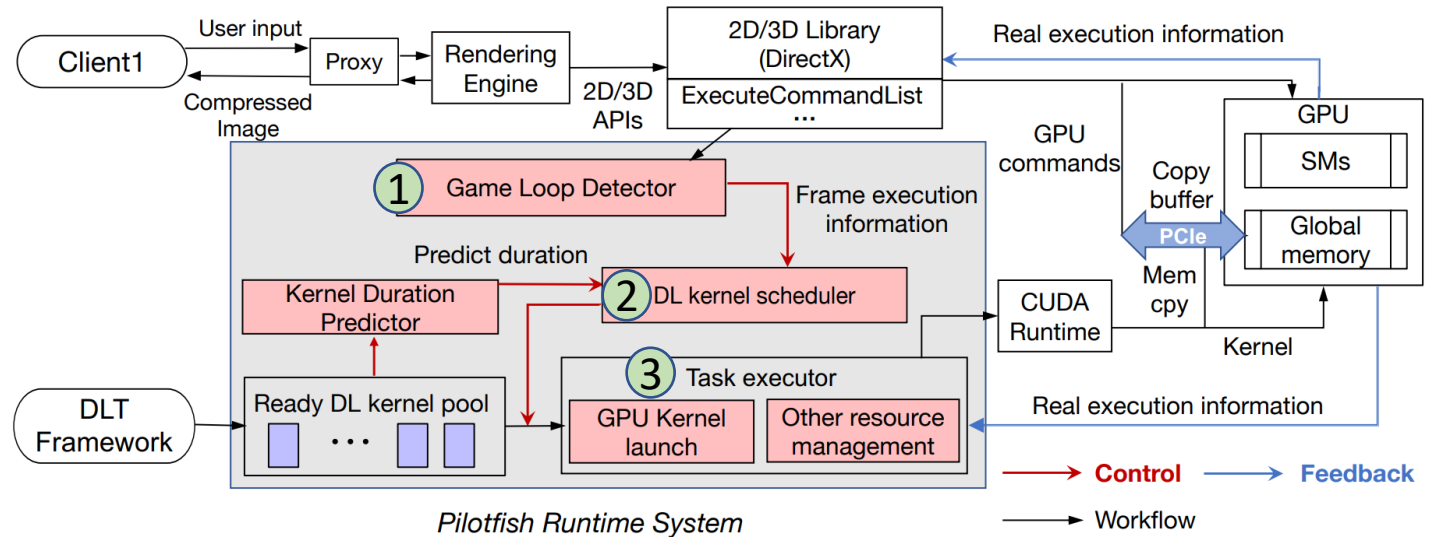 User input
Client1
Proxy
Rendering
Engine
2D/3D Library
(DirectX)
ExecuteCommandList
...
Real execution information
Compressed
Image
2D/3D
APIs
GPU
commands
GPU
SMs
Global
memory
Copy
buffer
PCIe
Mem
cpy
1
Game Loop Detector
Frame execution
information
Predict duration
Kernel Duration
Predictor
2
DL kernel scheduler
CUDA
Runtime
Kernel
3
Task executor
DLT
Framework
Ready DL kernel pool
...
GPU Kernel
launch
Other resource
management
Real execution information
Control
Feedback
Workflow
Pilotfish Runtime System